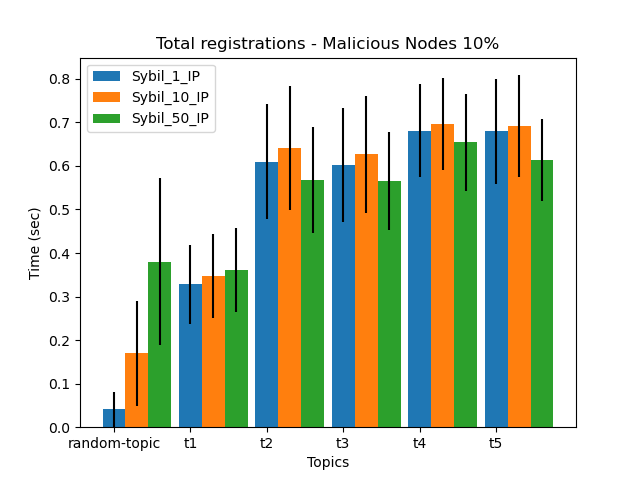 Total registrations - Malicious Nodes 10%
Sybil_1_IP
Sybil_10_IP
Sybil_50_IP
Time (sec)
0.8
0.7
0.6
0.5
0.4
0.3
0.2
0.1
0.0
random-topic t1 t2 t3 t4 t5
Topics